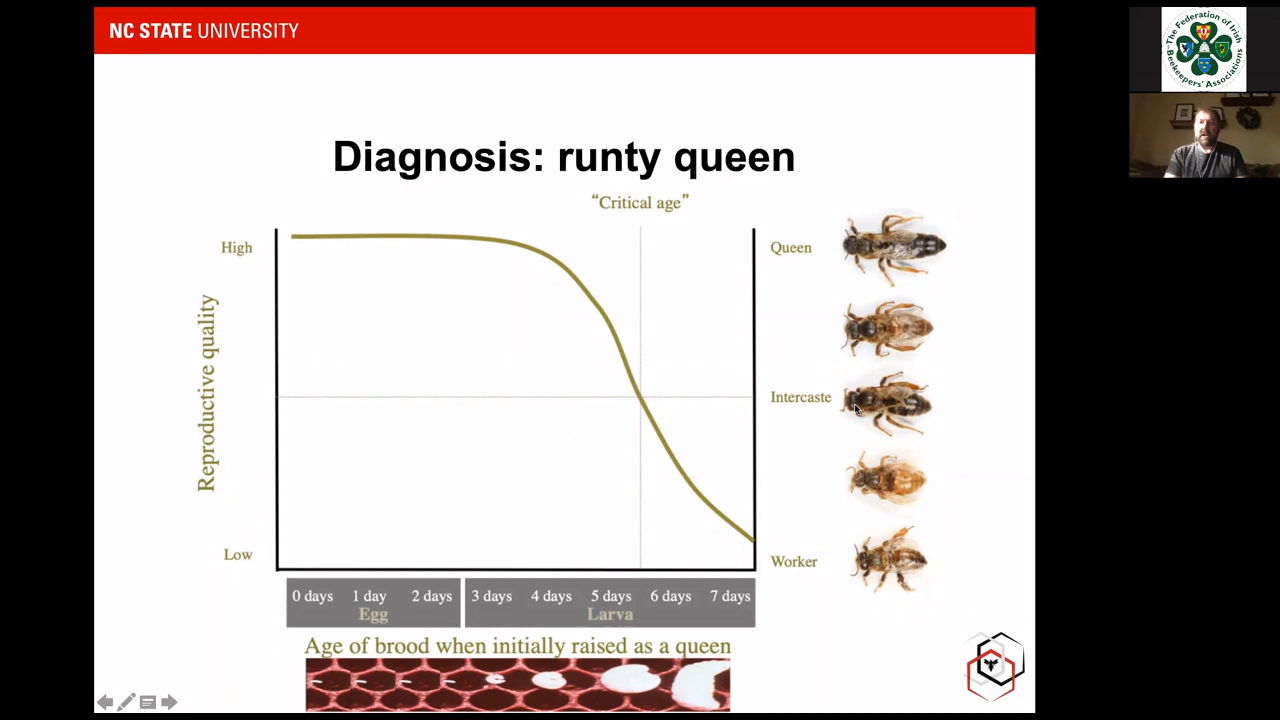 NC STATE UNIVERSITY
The Federation of Irish
Beekeepers' Associations
Diagnosis: runty queen
“Critical age”
High
Queen
Reproductive quality
Intercaste
Low
Worker
0 days 1 day 2 days 3 days 4 days 5 days 6 days 7 days
Egg Larva
Age of brood when initially raised as a queen